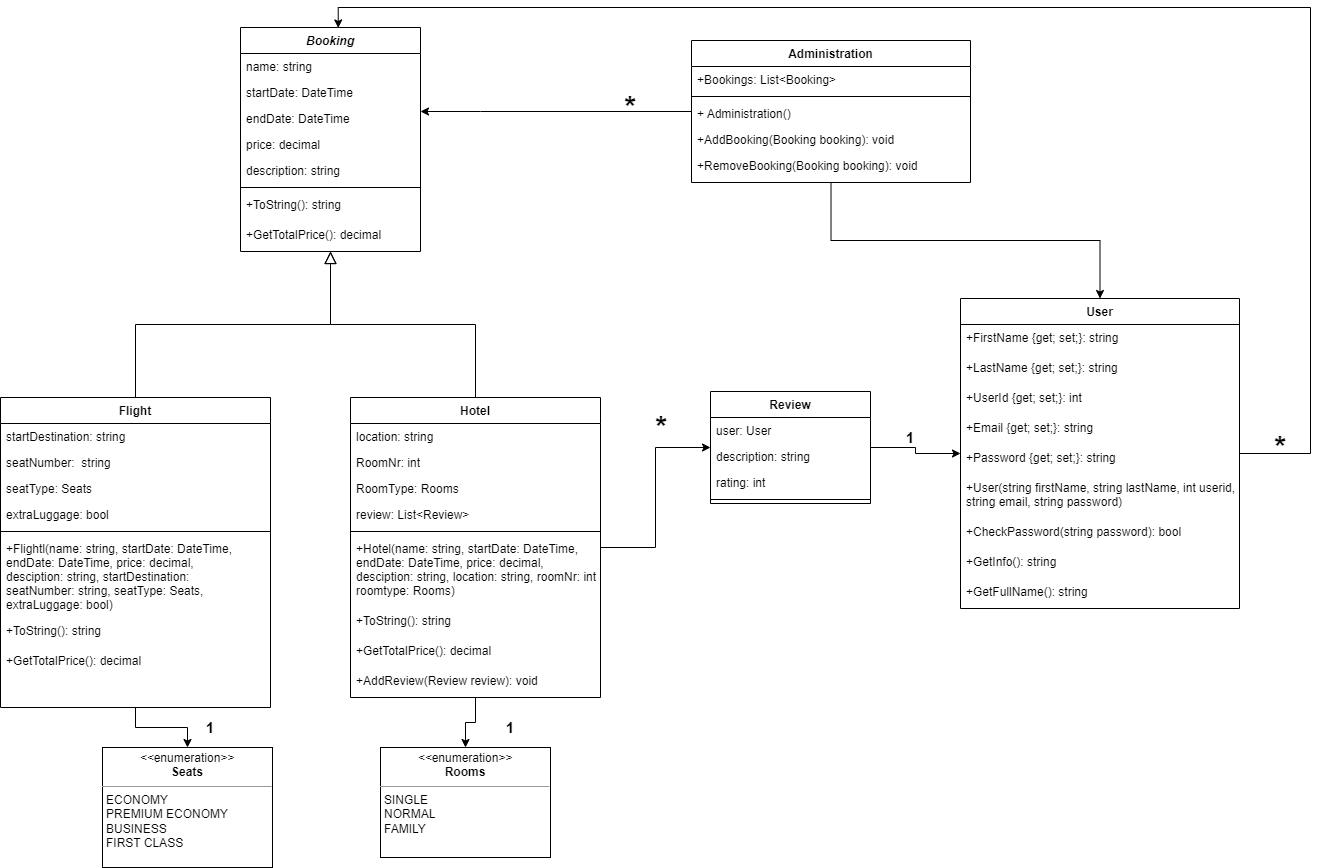 Booking
name: string
startDate: DateTime
endDate: DateTime
price: decimal
description: string
+ToString(): string
+GetTotalPrice(): decimal
*
Administration
+Bookings: List<Booking>
+ Administration()
+AddBooking(Booking booking): void
+RemoveBooking(Booking booking): void
Flight
startDestination: string
seatNumber:  string
seatType: Seats
extraLuggage: bool
+Flightl(name: string, startDate: DateTime,
endDate: DateTime, price: decimal,
desciption: string, startDestination:
seatNumber: string, seatType: Seats,
extraLuggage: bool)
+ToString(): string
+GetTotalPrice(): decimal
Hotel
location: string
RoomNr: int
RoomType: Rooms
review: List<Review>
+Hotel(name: string, startDate: DateTime,
endDate: DateTime, price: decimal,
desciption: string, location: string, roomNr: int
roomtype: Rooms)
+ToString(): string
+GetTotalPrice(): decimal
+AddReview(Review review): void
*
Review
user: User
description: string
rating: int
1
User
+FirstName {get; set;}: string
+LastName {get; set;}: string
+UserId {get; set;}: int
+Email {get; set;}: string
+Password {get; set;}: string
+User(string firstName, string lastName, int userid,
string email, string password)
+CheckPassword(string password): bool
+GetInfo(): string
+GetFullName(): string
*
1
<<enumeration>>
Seats
ECONOMY
PREMIUM ECONOMY
BUSINESS
FIRST CLASS
1
<<enumeration>>
Rooms
SINGLE
NORMAL
FAMILY